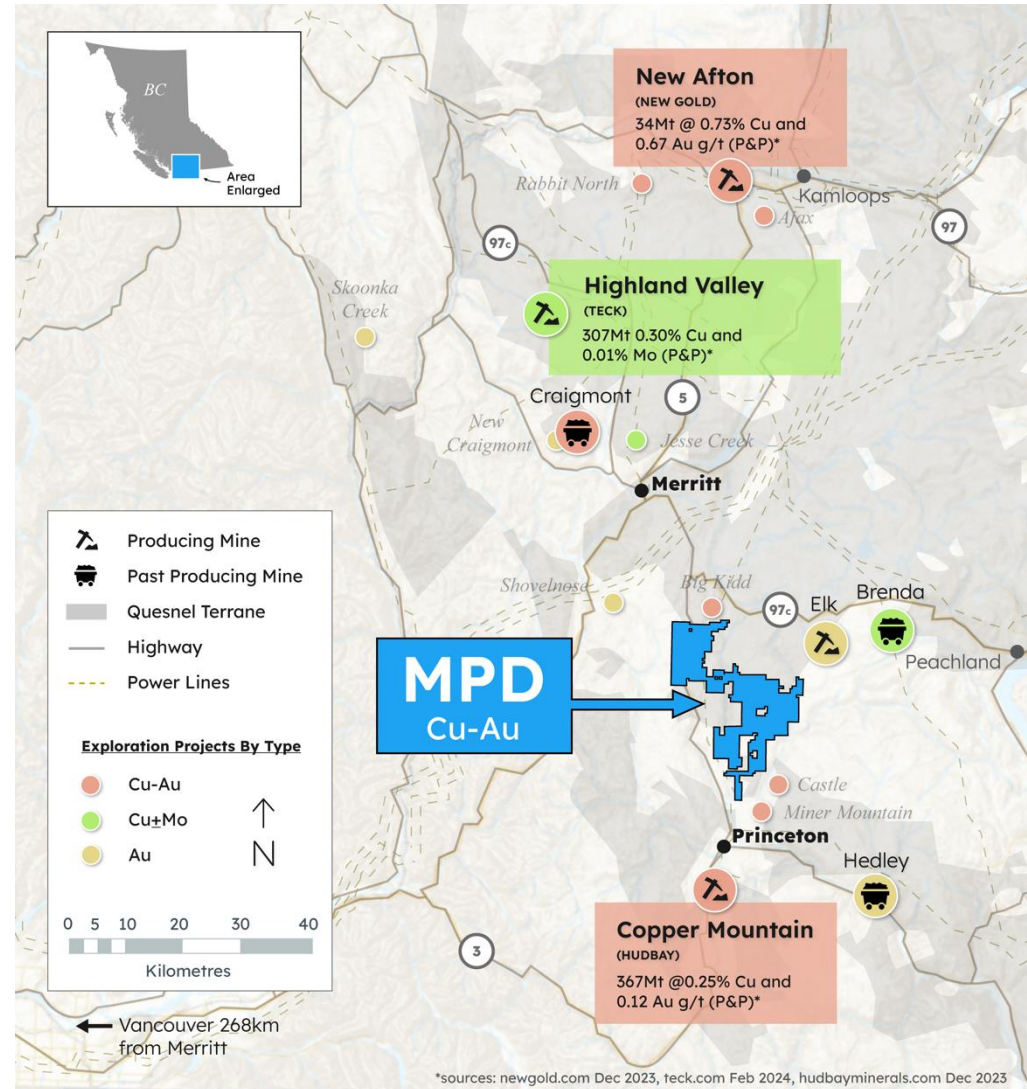 BC
Area
Enlarged
New Afton
(NEW GOLD)
34Mt @ 0.73% Cu and
0.67 Au g/t (P&P)*
Rabbit North
Kamloops
Ajax
97c
97
Skoonka
Creek
Highland Valley
(TECK)
307Mt 0.30% Cu and
0.01% Mo (P&P)*
Craigmont
5
New
Craigmont
Jesse Creek
Merritt
Producing Mine
Past Producing Mine
Quesnel Terrane
Highway
Power Lines
Exploration Projects By Type
Cu-Au
Cu±Mo
Au
N
0 5 10 20 30 40
Kilometres
Vancouver 268km
from Merritt
Shovelnose
Big Kidd
97c
Elk
Brenda
Peachland
MPD
Cu-Au
Castle
Miner Mountain
Princeton
Hedley
Copper Mountain
(HUDBAY)
367Mt @0.25% Cu and
0.12 Au g/t (P&P)*
3
*sources: newgold.com Dec 2023, teck.com Feb 2024, hudbayminerals.com Dec 2023